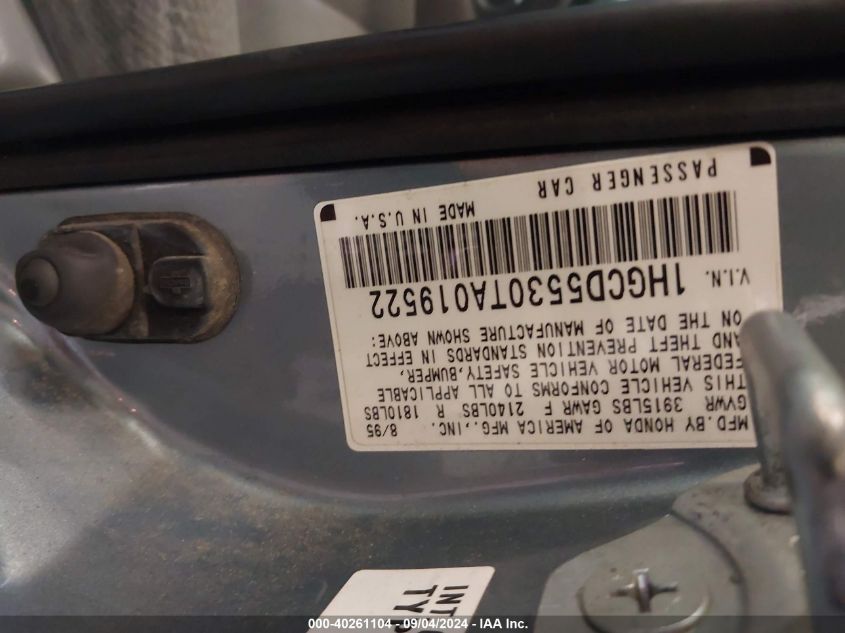 MFD.BY HONDA OF AMERICA MFG.,INC. 8/95
GVWR 3915LBS GAWR F 2140LBS R 1810LBS
THIS VEHICLE CONFORMS TO ALL APPLICABLE
FEDERAL MOTOR VEHICLE SAFETY,BUMPER,
AND THEFT PREVENTION STANDARDS IN EFFECT
ON THE DATE OF MANUFACTURE SHOWN ABOVE:
V.I.N. 1HGCD5530TA019522
PASSENGER CAR MADE IN U.S.A.
000-40261104 - 09/04/2024 - IAA Inc.